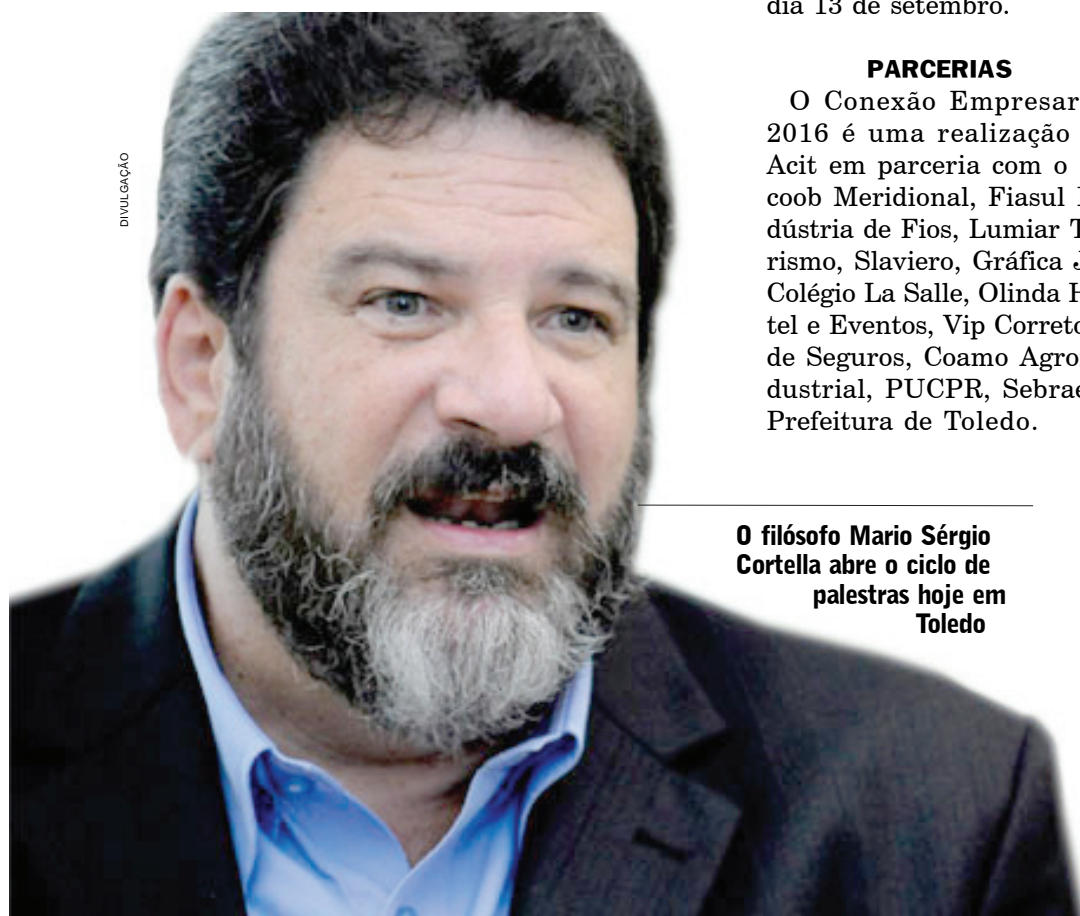 dia 13 de setembro.
PARCERIAS
O Conexão Empresar
2016 é uma realização
Acit em parceria com o
coob Meridional, Fiasul
dústria de Fios, Lumiar T
rismo, Slaviero, Gráfica J
Colégio La Salle, Olinda H
tel e Eventos, Vip Correto
de Seguros, Coamo Agro
dustrial, PUCPR, Sebrae
Prefeitura de Toledo.
DIVULGAÇÃO
O filósofo Mario Sérgio
Cortella abre o ciclo de
palestras hoje em
Toledo